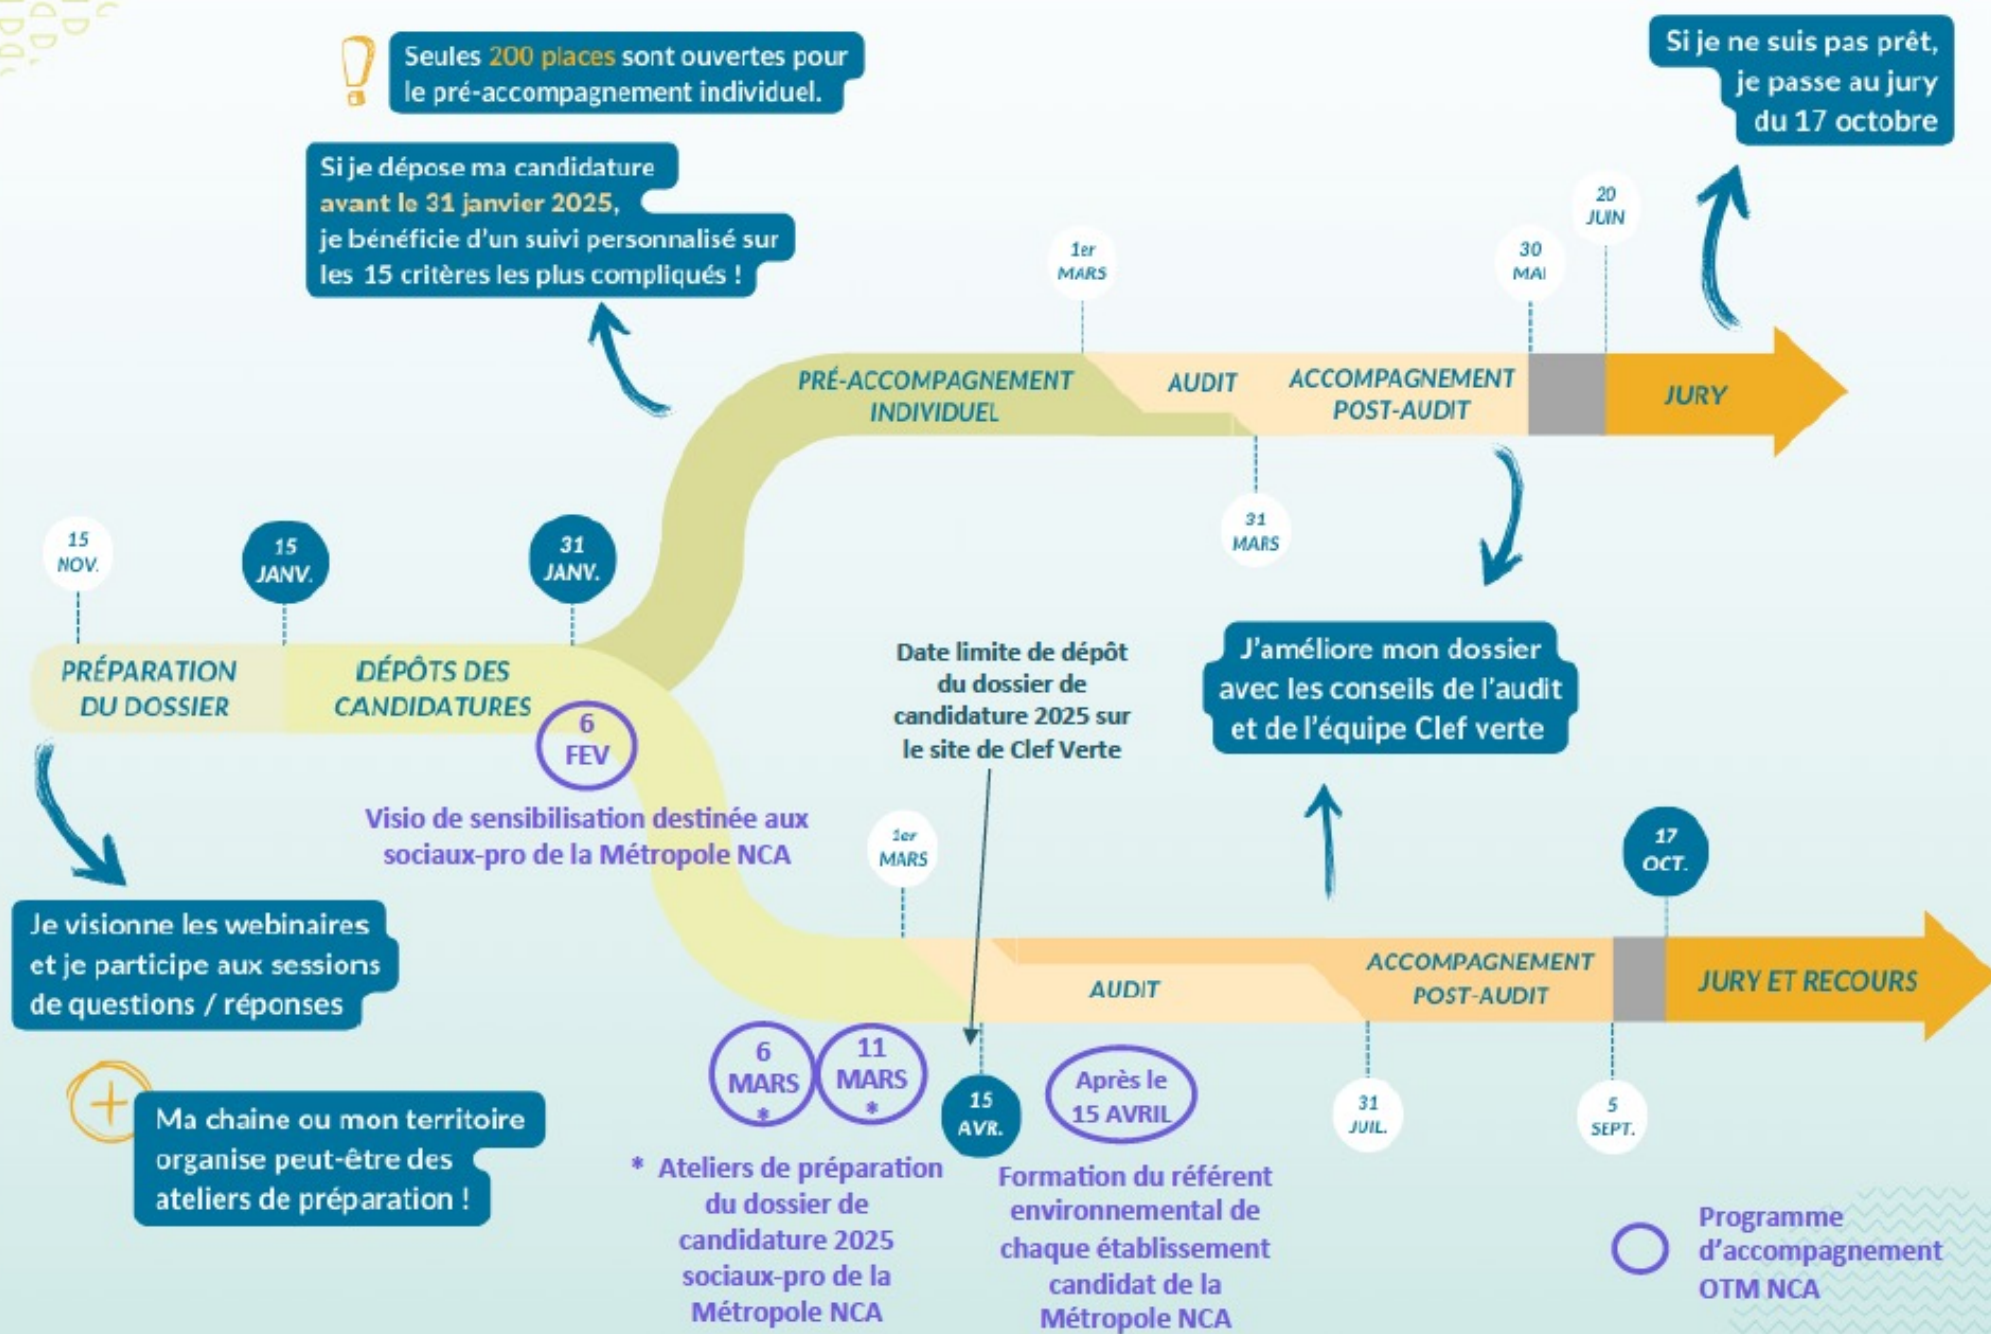 Seules 200 places sont ouvertes pour
le pré-accompagnement individuel.
Si je ne suis pas prêt,
je passe au jury
du 17 octobre
Si je dépose ma candidature
avant le 31 janvier 2025,
je bénéficie d'un suivi personnalisé sur
les 15 critères les plus compliqués !
1er
MARS
30
MAI
20
JUIN
PRÉ-ACCOMPAGNEMENT
INDIVIDUEL
AUDIT
ACCOMPAGNEMENT
POST-AUDIT
JURY
31
MARS
15
NOV.
15
JANV.
31
JANV.
PRÉPARATION
DU DOSSIER
DÉPÔTS DES
CANDIDATURES
6
FEV
Visio de sensibilisation destinée aux
sociaux-pro de la Métropole NCA
Date limite de dépôt
du dossier de
candidature 2025 sur
le site de Clef Verte
J'améliore mon dossier
avec les conseils de l'audit
et de l'équipe Clef verte
1er
MARS
17
OCT.
Je visionne les webinaires
et je participe aux sessions
de questions / réponses
AUDIT
ACCOMPAGNEMENT
POST-AUDIT
JURY ET RECOURS
+
Ma chaine ou mon territoire
organise peut-être des
ateliers de préparation !
6
MARS
*
11
MARS
*
15
AVR.
Après le
15 AVRIL
31
JUIL.
5
SEPT.
* Ateliers de préparation
du dossier de
candidature 2025
sociaux-pro de la
Métropole NCA
Formation du référent
environnemental de
chaque établissement
candidat de la
Métropole NCA
Programme
d'accompagnement
OTM NCA